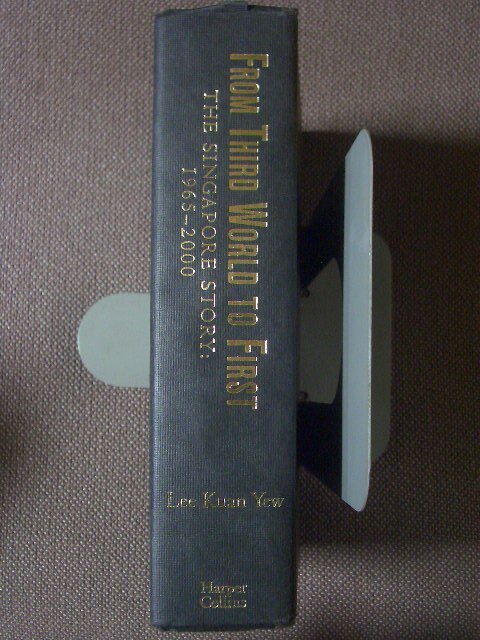 FROM THIRD WORLD TO FIRST
THE SINGAPORE STORY:
1965-2000
Lee Kuan Yew
Harper
Collins